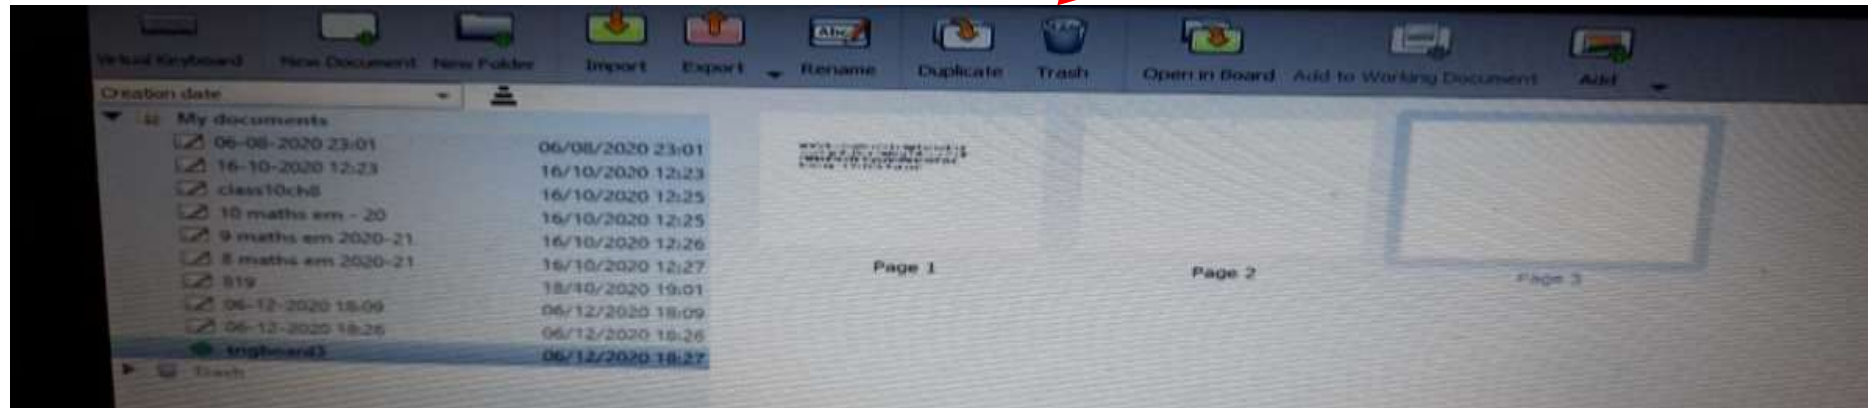 Virtual Keyboard New Document New Folder Import Export Rename Duplicate Trash Open in Board Add to Working Document Add
Creation date
My documents
06-08-2020 23:01 06/08/2020 23:01
16-10-2020 12:23 16/10/2020 12:23
class10ch8 16/10/2020 12:25
10 maths em - 20 16/10/2020 12:25
9 maths em 2020-21 16/10/2020 12:26
8 maths em 2020-21 16/10/2020 12:27
819 18/10/2020 19:01
06-12-2020 18:09 06/12/2020 18:09
06-12-2020 18:26 06/12/2020 18:26
06/12/2020 18:27
Trash
Abc
Page 1 Page 2 Page 3